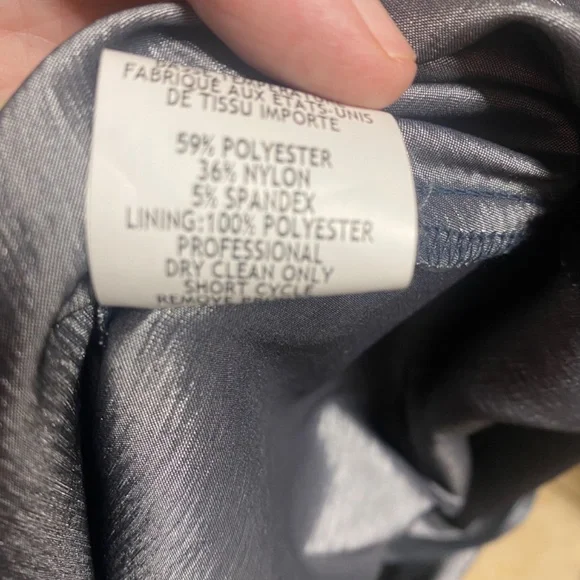 FABRIQUE AUX ETATS-UNIS
DE TISSU IMPORTE
59% POLYESTER
36% NYLON
5% SPANDEX
LINING:100% POLYESTER
PROFESSIONAL
DRY CLEAN ONLY
SHORT CYCLE
REMOVE